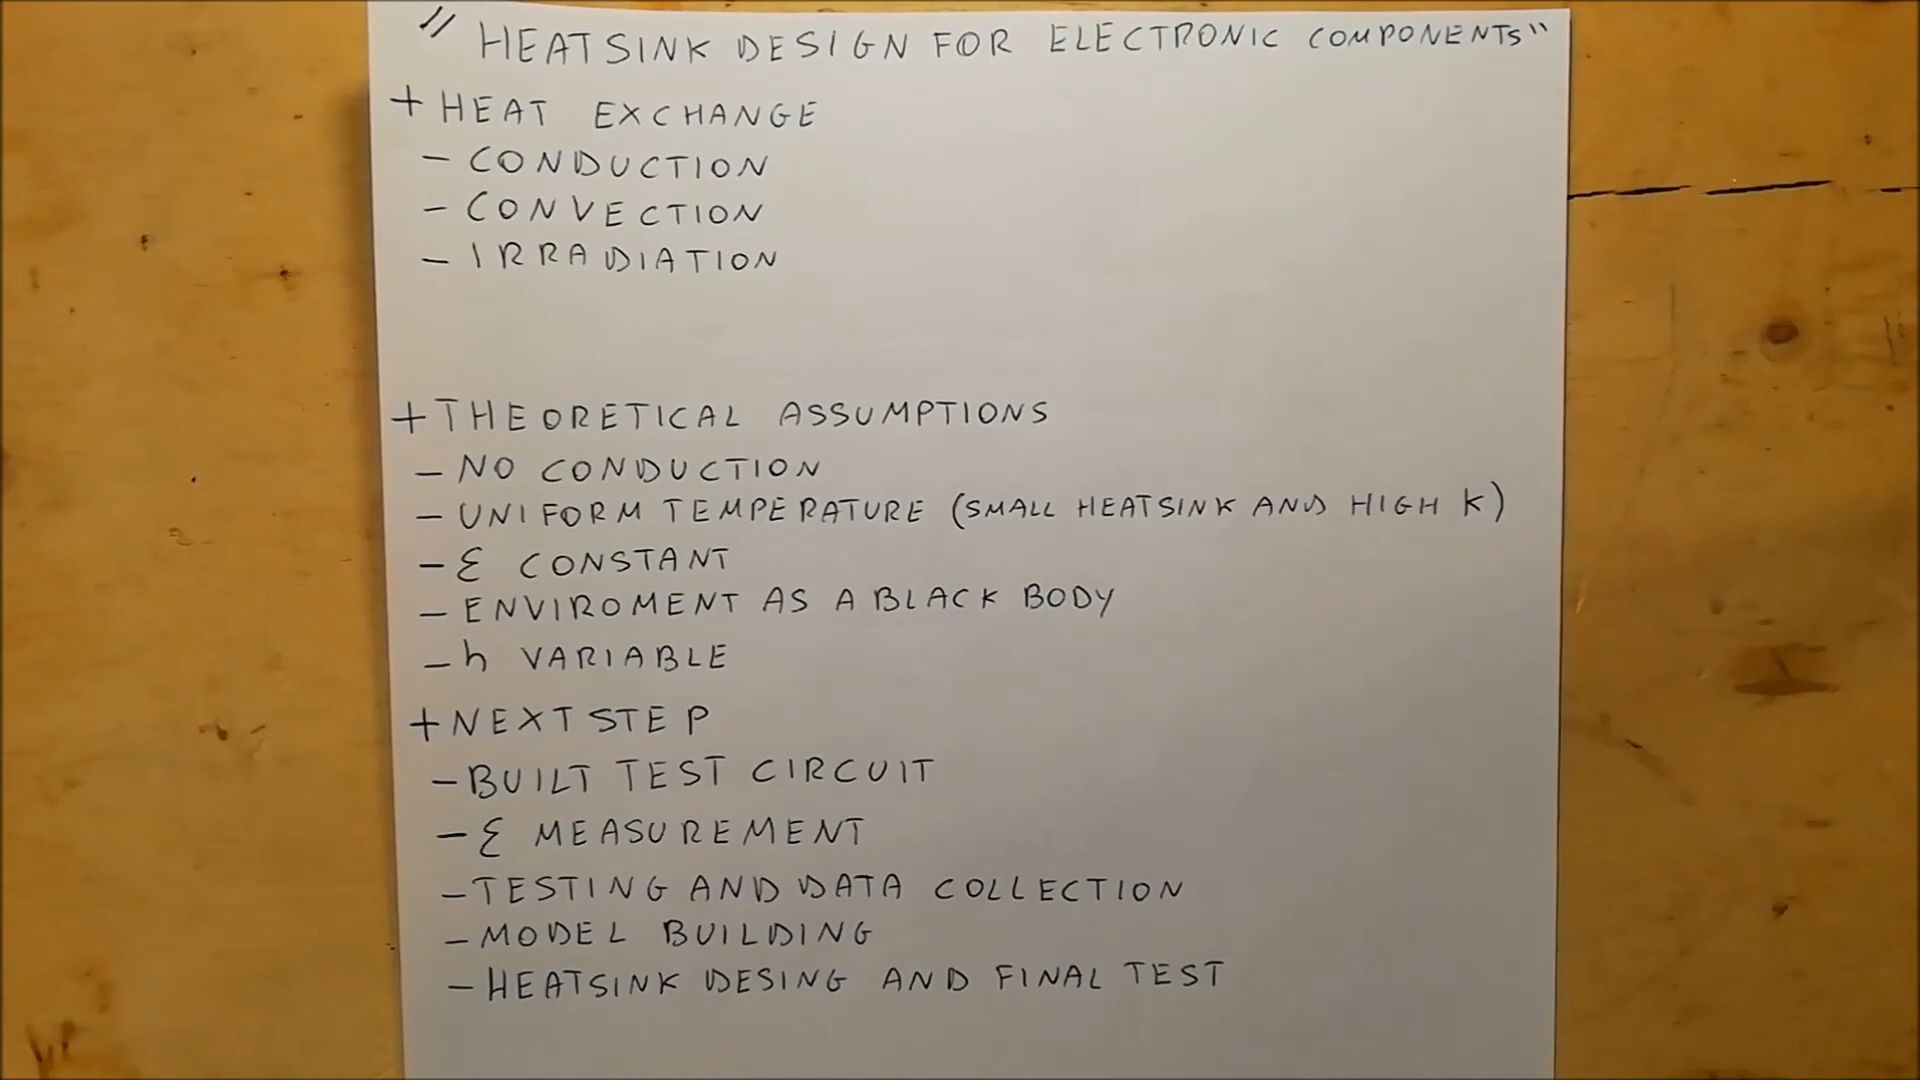 " HEATSINK DESIGN FOR ELECTRONIC COMPONENTS"
+ HEAT EXCHANGE
- CONDUCTION
- CONVECTION
- IRRADIATION
+ THEORETICAL ASSUMPTIONS
- NO CONDUCTION
- UNIFORM TEMPERATURE (SMALL HEATSINK AND HIGH K)
- ε CONSTANT
- ENVIROMENT AS A BLACK BODY
- h VARIABLE
+ NEXT STEP
- BUILT TEST CIRCUIT
- ε MEASUREMENT
- TESTING AND DATA COLLECTION
- MODEL BUILDING
- HEATSINK DESING AND FINAL TEST